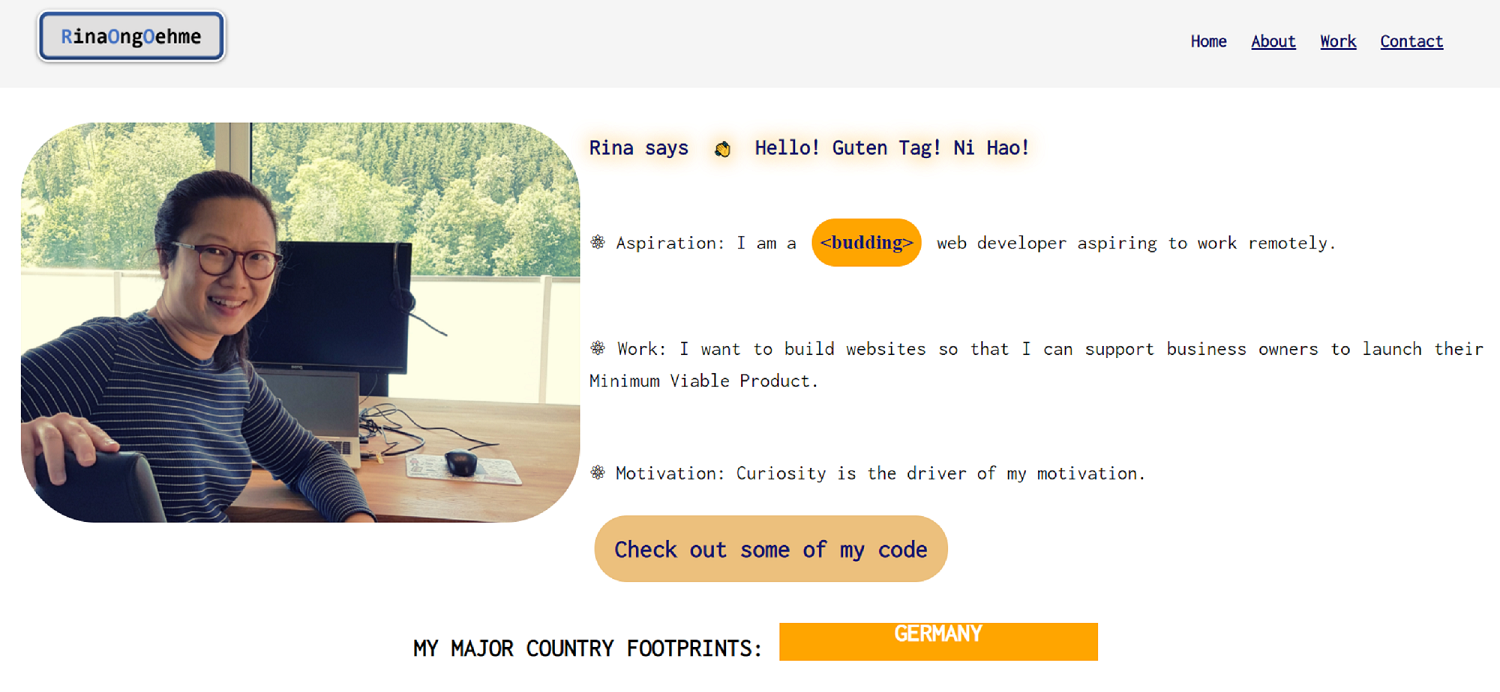 RinaOngOehme
Home About Work Contact
Rina says 👏 Hello! Guten Tag! Ni Hao!
⚛ Aspiration: I am a <budding> web developer aspiring to work remotely.
⚛ Work: I want to build websites so that I can support business owners to launch their
Minimum Viable Product.
⚛ Motivation: Curiosity is the driver of my motivation.
Check out some of my code
MY MAJOR COUNTRY FOOTPRINTS: GERMANY